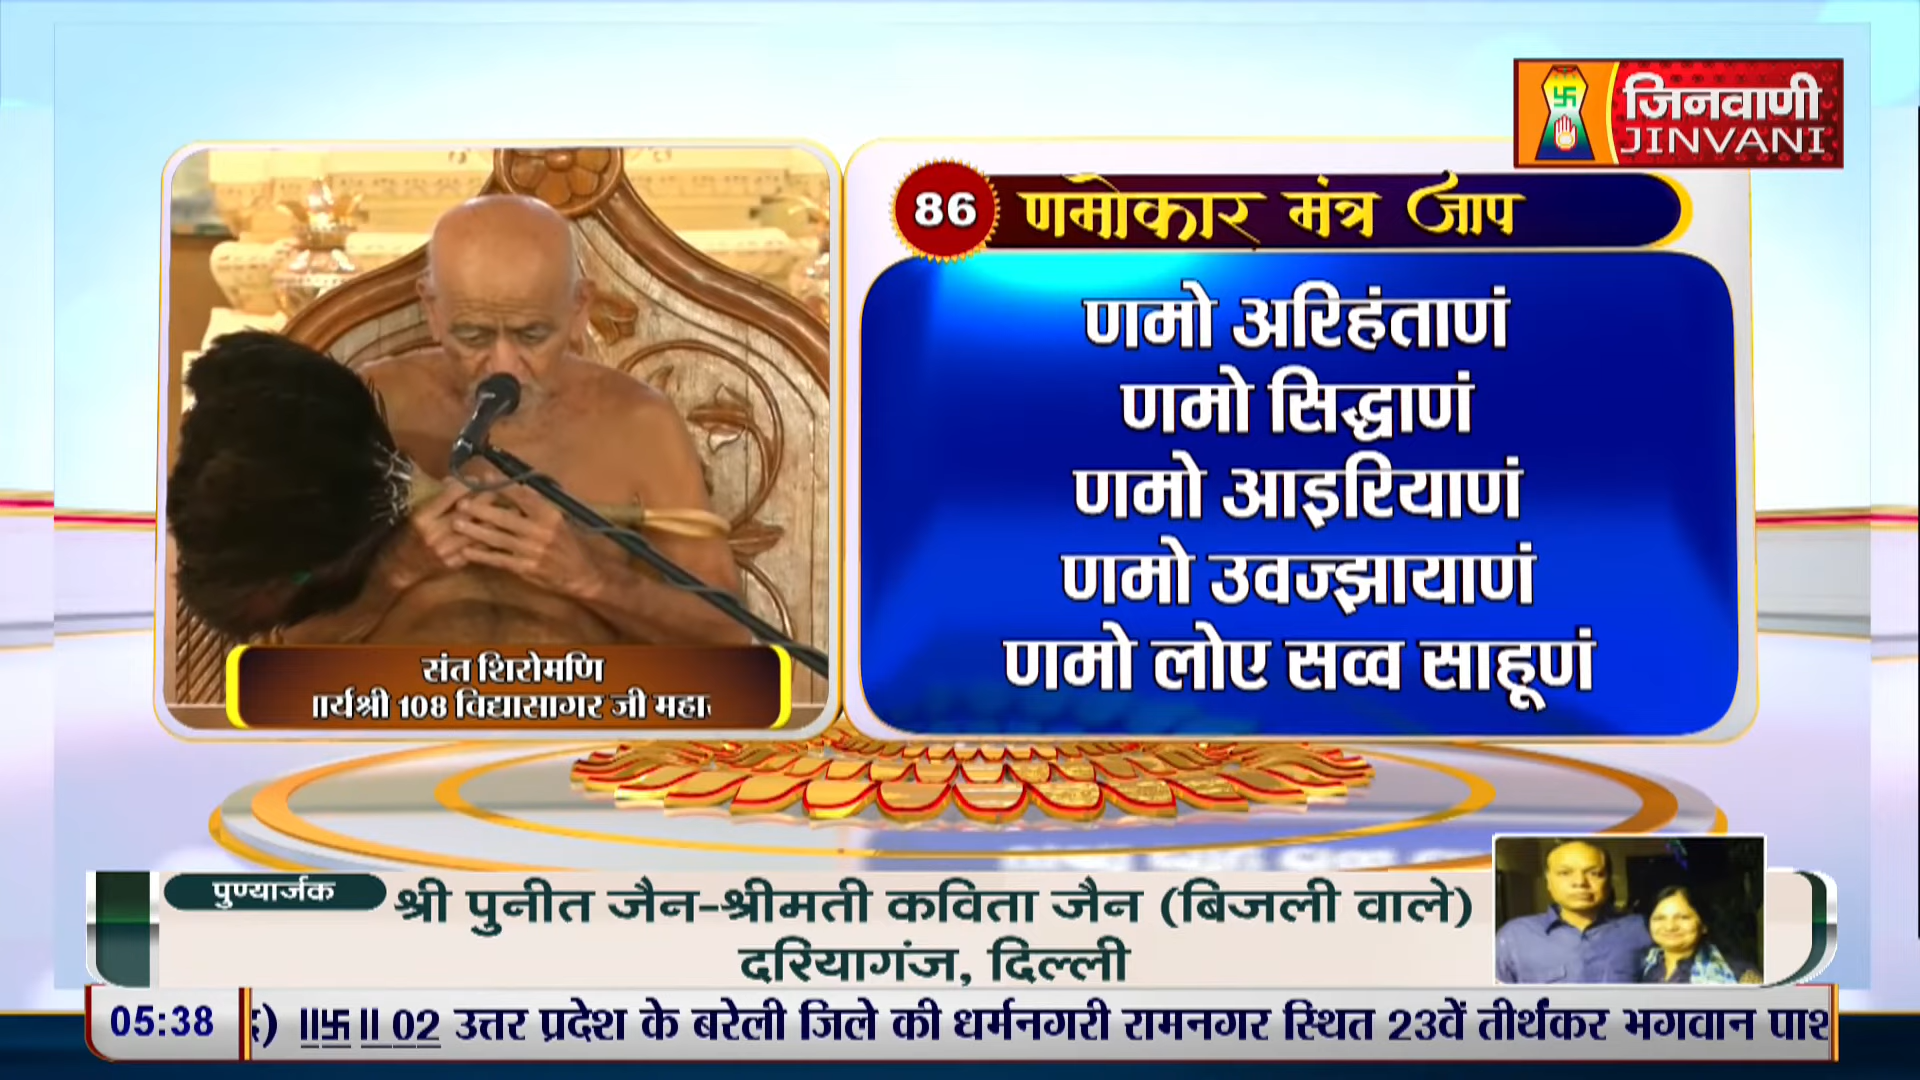 जिनवाणी
JINVANI
86 णमोकार मंत्र जाप
णमो अरिहंताणं
णमो सिद्धाणं
णमो आइरियाणं
णमो उवज्झायाणं
णमो लोए सव्व साहूणं
संत शिरोमणि
र्यश्री 108 विद्यासागर जी महा
पुण्यार्जक
श्री पुनीत जैन-श्रीमती कविता जैन (बिजली वाले)
दरियागंज, दिल्ली
05:38 ) ॥卐॥ 02 उत्तर प्रदेश के बरेली जिले की धर्मनगरी रामनगर स्थित 23वें तीर्थंकर भगवान पा